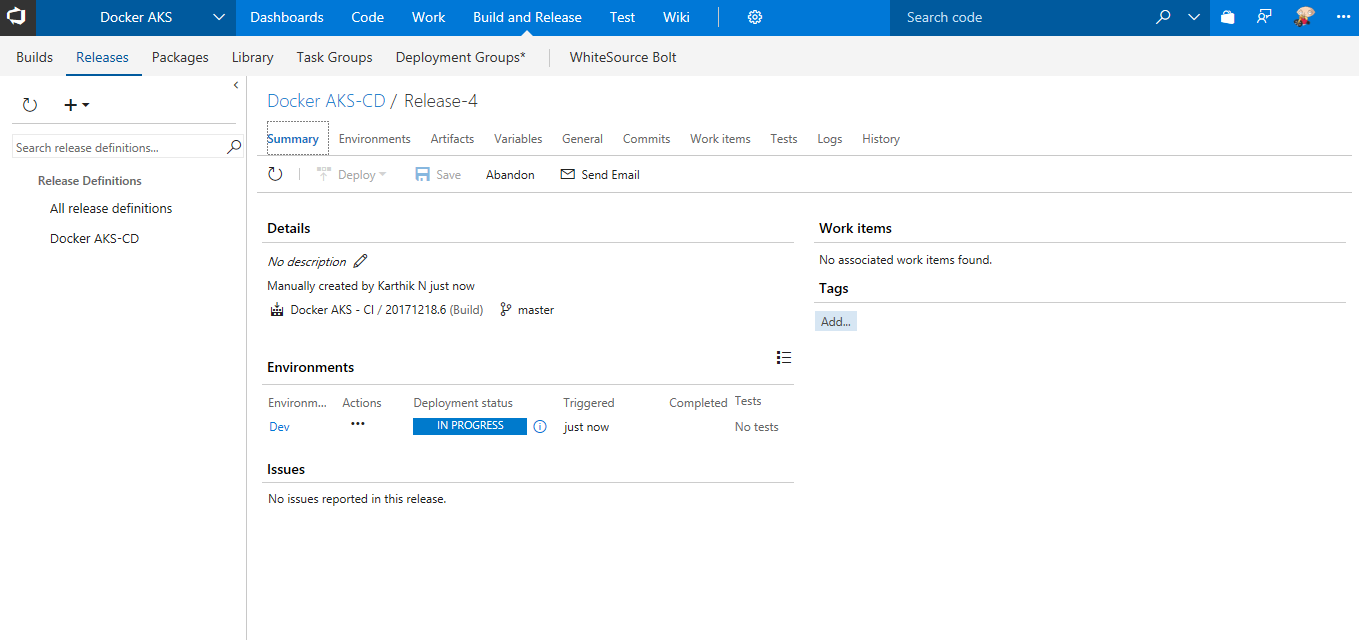 Docker AKS Dashboards Code Work Build and Release Test Wiki Search code
Builds Releases Packages Library Task Groups Deployment Groups* WhiteSource Bolt
Docker AKS-CD / Release-4
Summary Environments Artifacts Variables General Commits Work items Tests Logs History
Search release definitions...
Deploy Save Abandon Send Email
Release Definitions
All release definitions
Docker AKS-CD
Details
No description
Manually created by Karthik N just now
Docker AKS - CI / 20171218.6 (Build) master
Environments
Environm... Actions Deployment status Triggered Completed Tests
Dev ••• IN PROGRESS just now No tests
Issues
No issues reported in this release.
Work items
No associated work items found.
Tags
Add...